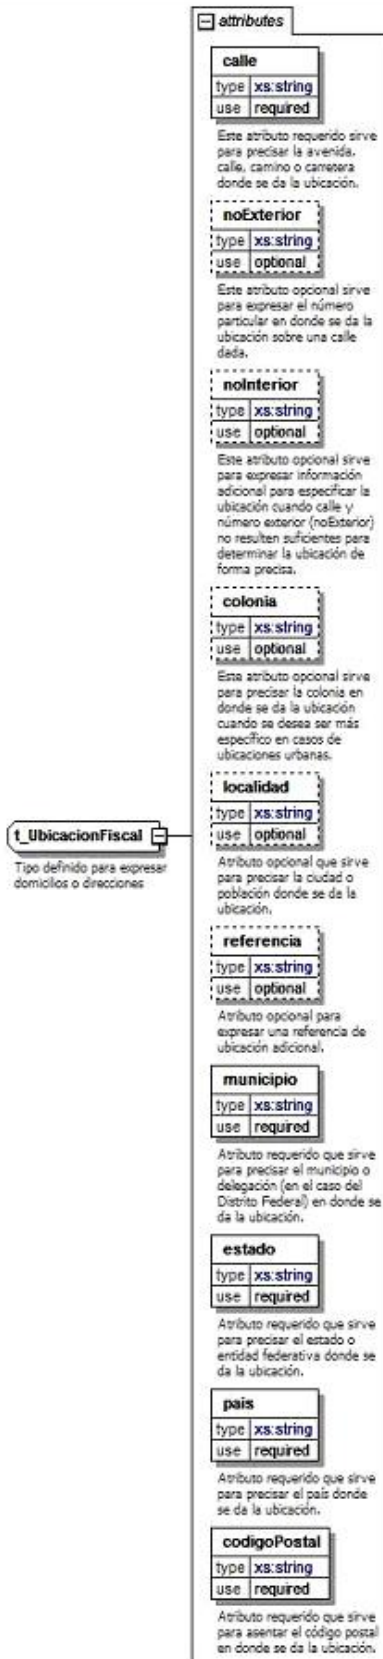 attributes
calle
type xs:string
use required
Este atributo requerido sirve
para precisar la avenida,
calle, camino o carretera
donde se da la ubicación.
noExterior
type xs:string
use optional
Este atributo opcional sirve
para expresar el número
particular en donde se da la
ubicación sobre una calle
dada.
noInterior
type xs:string
use optional
Este atributo opcional sirve
para expresar información
adicional para especificar la
ubicación cuando calle y
número exterior (noExterior)
no resulten suficientes para
determinar la ubicación de
forma precisa.
colonia
type xs:string
use optional
Este atributo opcional sirve
para precisar la colonia en
donde se da la ubicación
cuando se desea ser más
específico en casos de
ubicaciones urbanas.
localidad
type xs:string
use optional
Atributo opcional que sirve
para precisar la ciudad o
población donde se da la
ubicación.
t_UbicacionFiscal
Tipo definido para expresar
domicilios o direcciones
referencia
type xs:string
use optional
Atributo opcional para
expresar una referencia de
ubicación adicional.
municipio
type xs:string
use required
Atributo requerido que sirve
para precisar el municipio o
delegación (en el caso del
Distrito Federal) en donde se
da la ubicación.
estado
type xs:string
use required
Atributo requerido que sirve
para precisar el estado o
entidad federativa donde se
da la ubicación.
pais
type xs:string
use required
Atributo requerido que sirve
para precisar el país donde
se da la ubicación.
codigoPostal
type xs:string
use required
Atributo requerido que sirve
para asentar el código postal
en donde se da la ubicación.